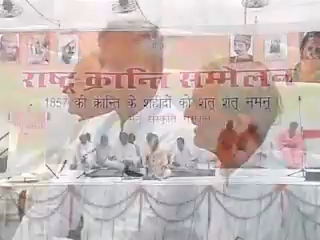 राष्ट्र-क्रान्ति सम्मेलन
1857 की क्रान्ति के शहीदों को शत् शत् नमन्
संस्कृति